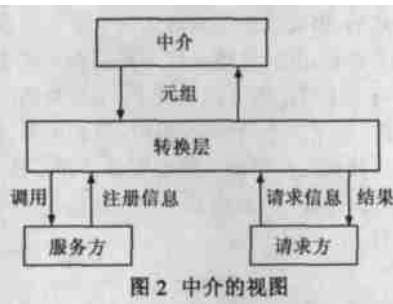 中介
元组
转换层
调用 注册信息 请求信息 结果
服务方 请求方
图2 中介的视图